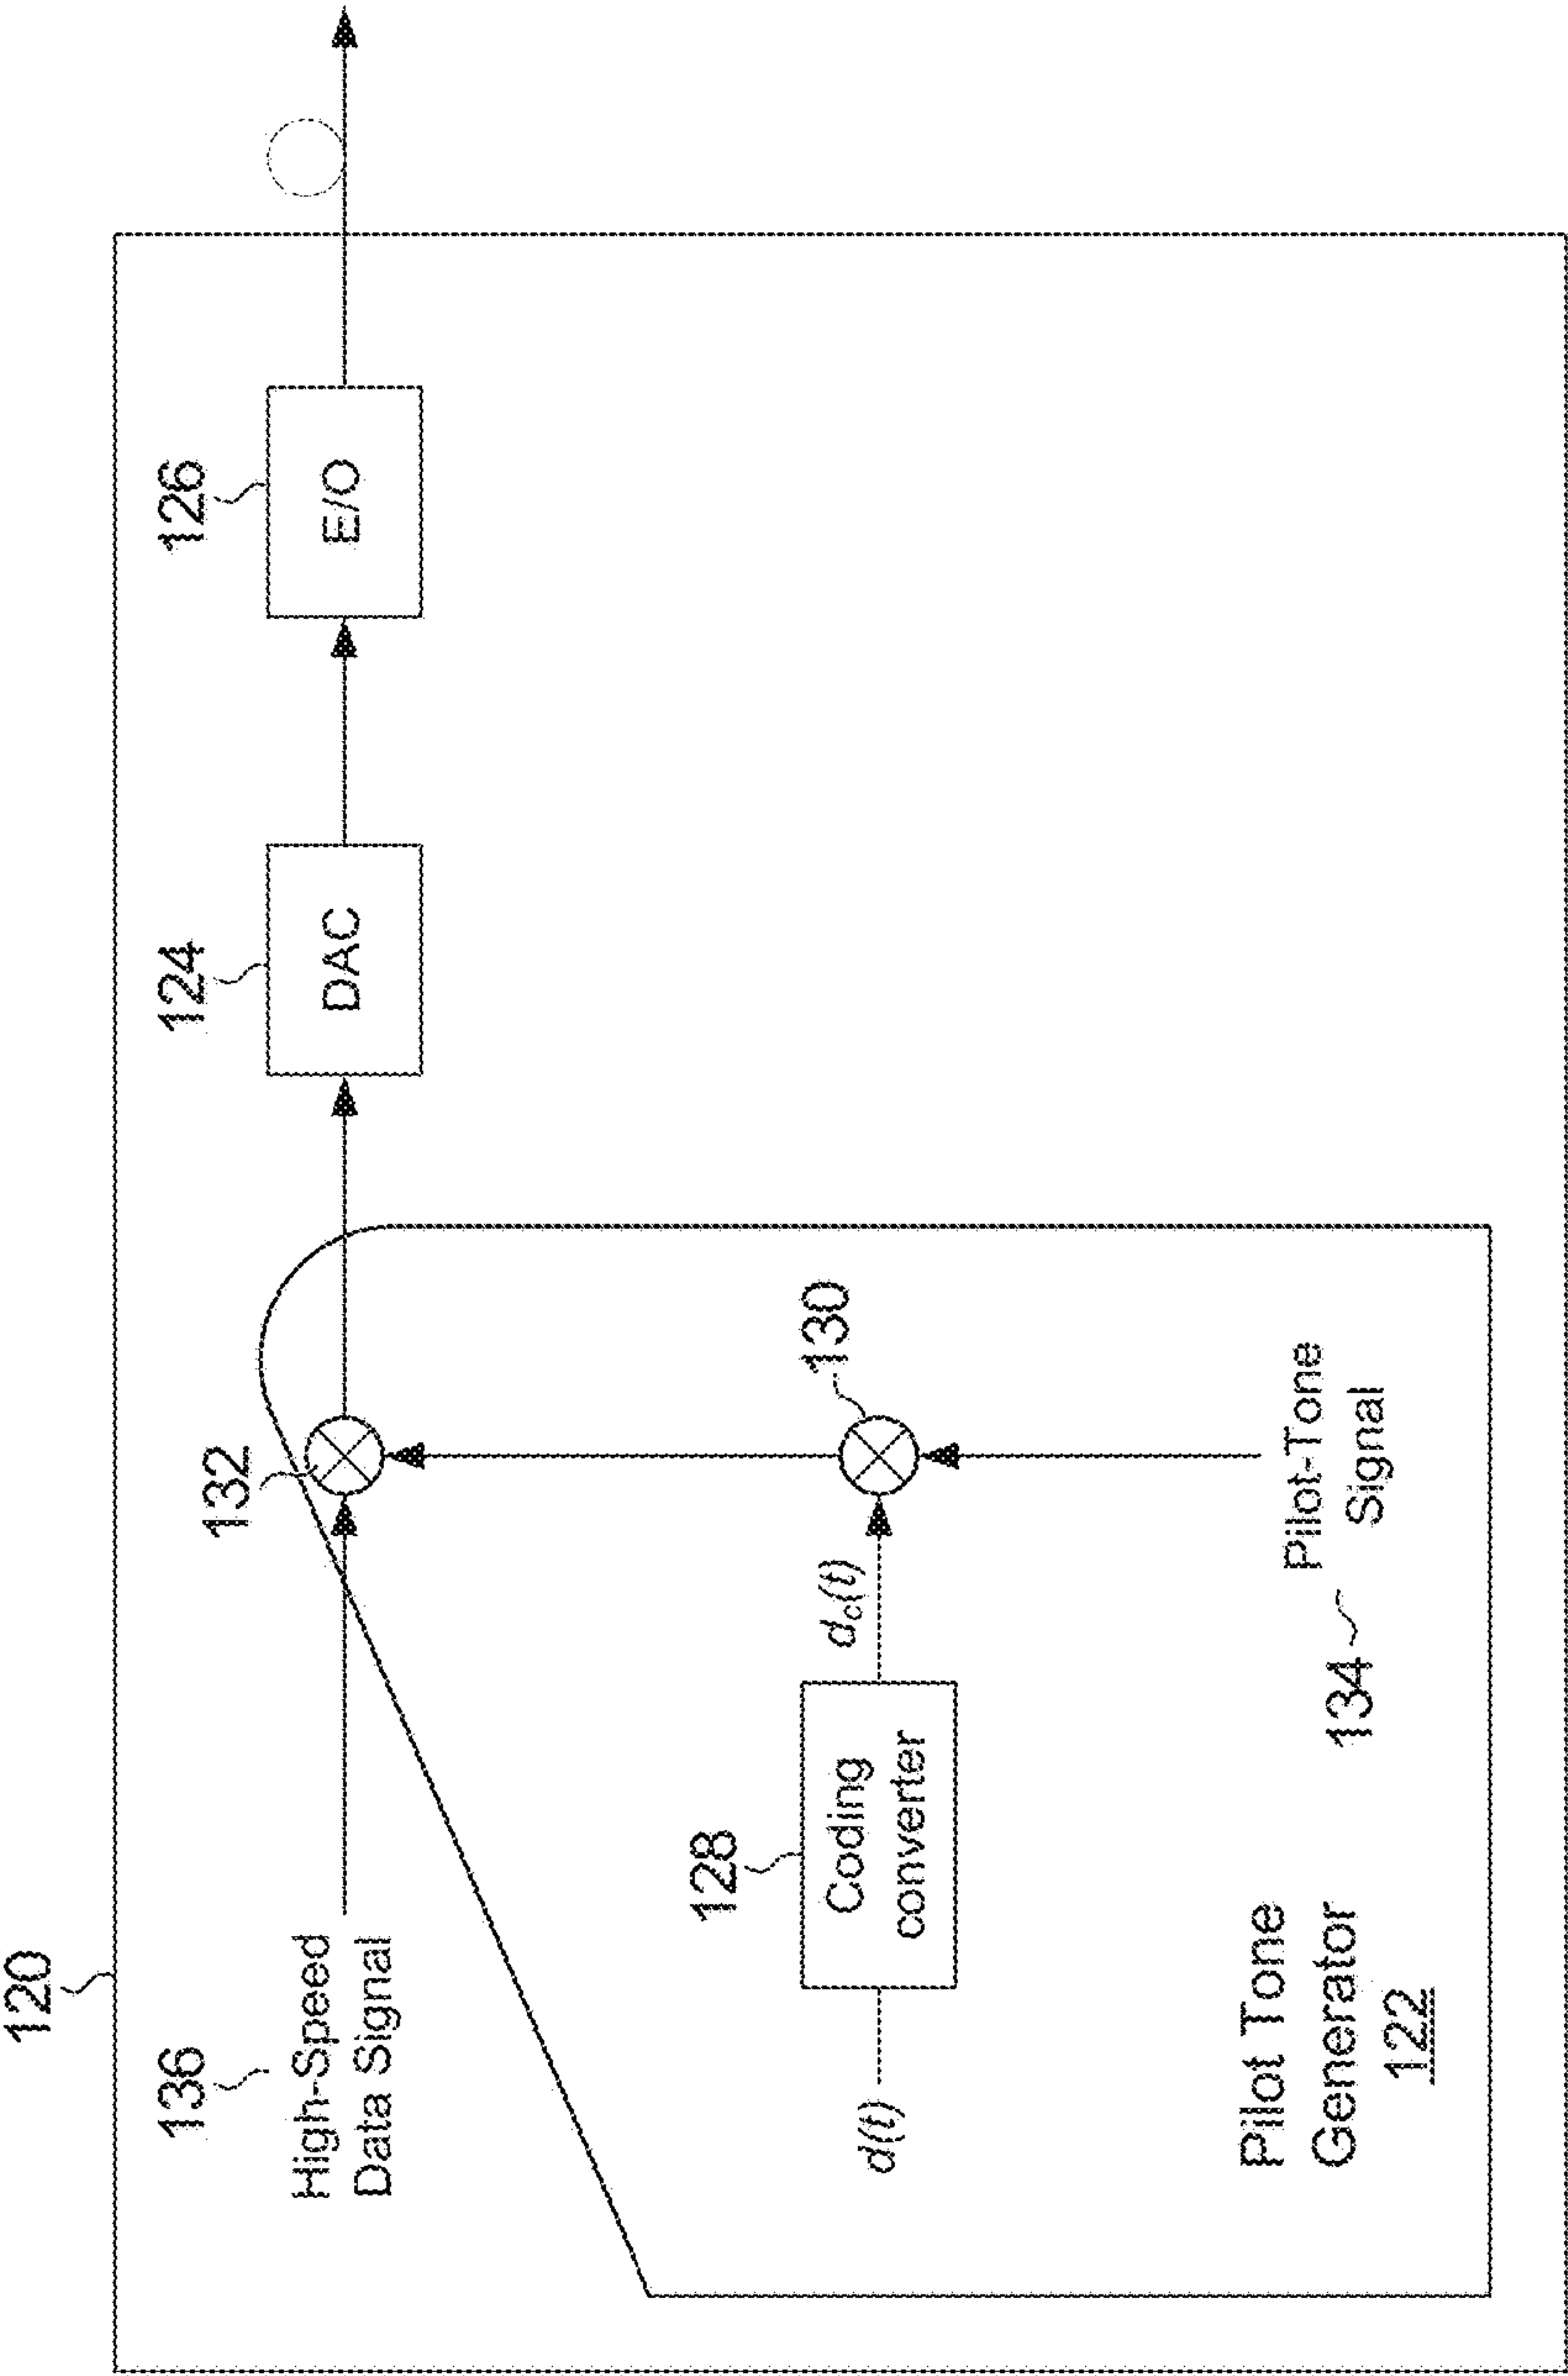 120
136
High-Speed
Data Signal
132
124
DAC
126
E/O
128
Coding
converter
d(t)
d_c(t)
130
Pilot Tone
Generator
122
134
Pilot-Tone
Signal